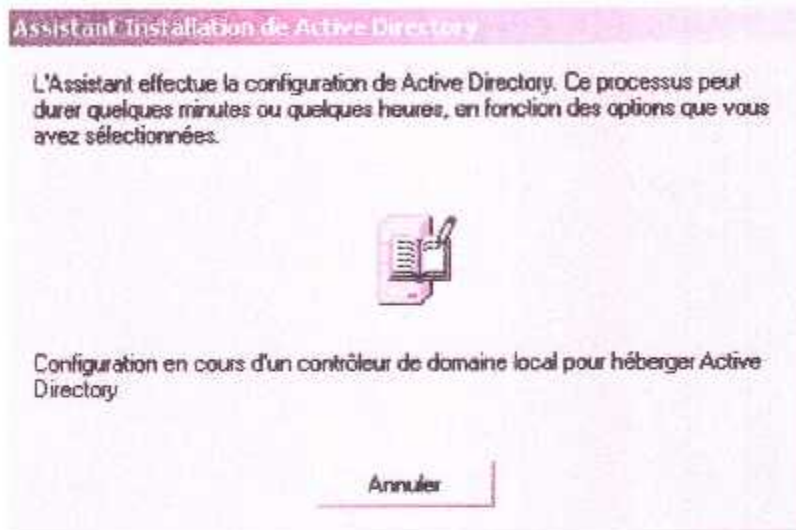 Assistant Installation de Active Directory
L'Assistant effectue la configuration de Active Directory. Ce processus peut
durer quelques minutes ou quelques heures, en fonction des options que vous
avez sélectionnées.
Configuration en cours d'un contrôleur de domaine local pour héberger Active
Directory
Annuler